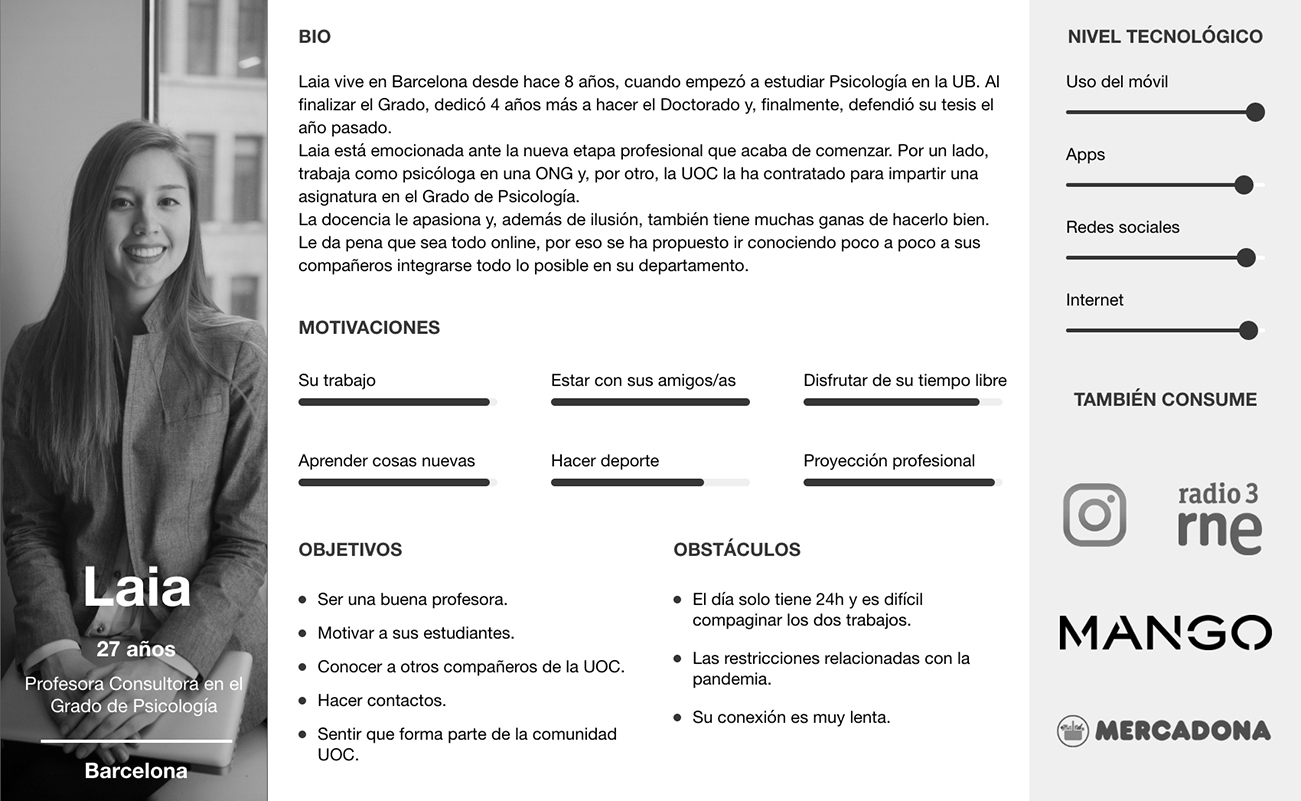 Laia
27 años
Profesora Consultora en el
Grado de Psicología
Barcelona
BIO
Laia vive en Barcelona desde hace 8 años, cuando empezó a estudiar Psicología en la UB. Al
finalizar el Grado, dedicó 4 años más a hacer el Doctorado y, finalmente, defendió su tesis el
año pasado.
Laia está emocionada ante la nueva etapa profesional que acaba de comenzar. Por un lado,
trabaja como psicóloga en una ONG y, por otro, la UOC la ha contratado para impartir una
asignatura en el Grado de Psicología.
La docencia le apasiona y, además de ilusión, también tiene muchas ganas de hacerlo bien.
Le da pena que sea todo online, por eso se ha propuesto ir conociendo poco a poco a sus
compañeros integrarse todo lo posible en su departamento.
MOTIVACIONES
Su trabajo
Estar con sus amigos/as
Disfrutar de su tiempo libre
Aprender cosas nuevas
Hacer deporte
Proyección profesional
OBJETIVOS
• Ser una buena profesora.
• Motivar a sus estudiantes.
• Conocer a otros compañeros de la UOC.
• Hacer contactos.
• Sentir que forma parte de la comunidad
UOC.
OBSTÁCULOS
• El día solo tiene 24h y es difícil
compaginar los dos trabajos.
• Las restricciones relacionadas con la
pandemia.
• Su conexión es muy lenta.
NIVEL TECNOLÓGICO
Uso del móvil
Apps
Redes sociales
Internet
TAMBIÉN CONSUME
radio 3
rne
MANGO
MERCADONA